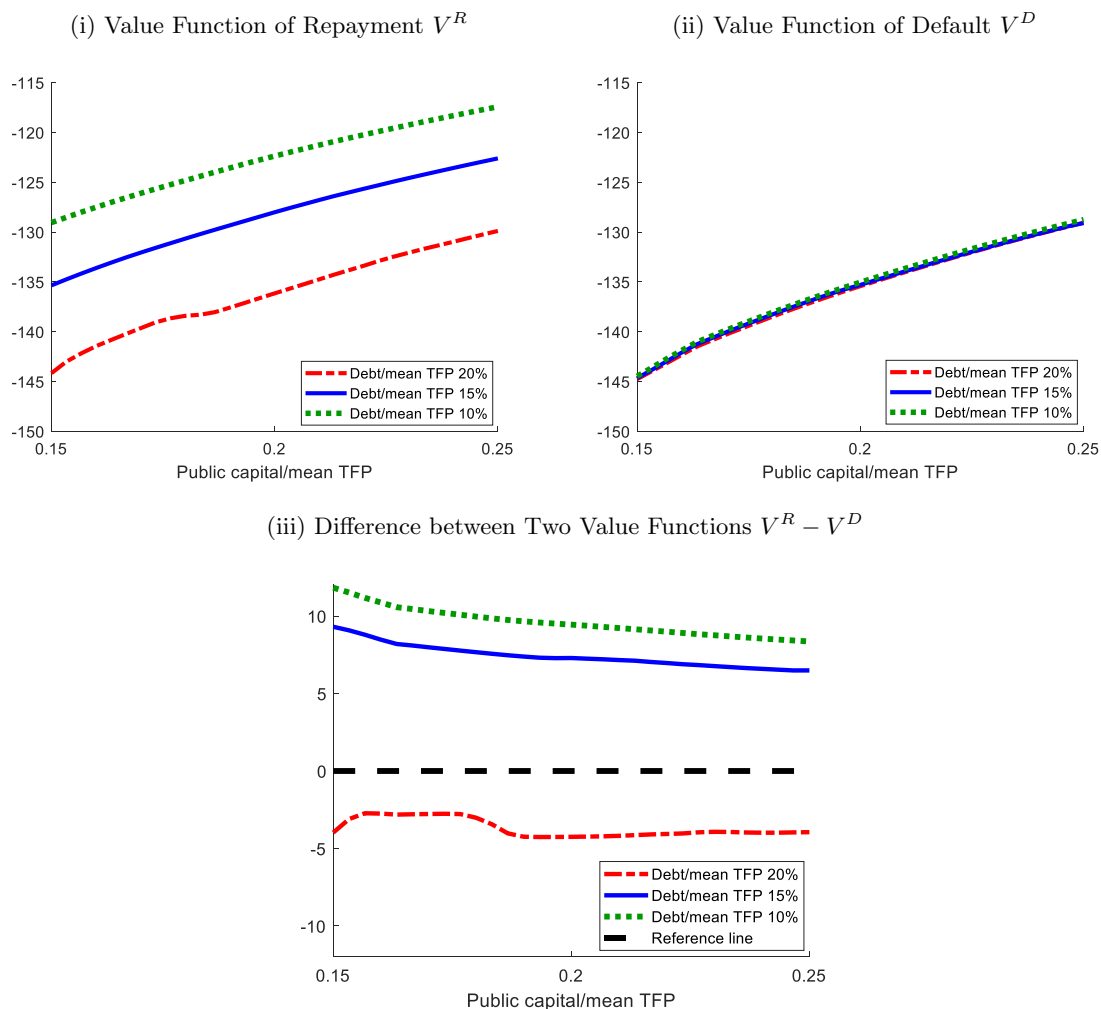 (i) Value Function of Repayment V^R
-115
-120
-125
-130
-135
-140
-145
-150
0.15
0.2
0.25
Public capital/mean TFP
Debt/mean TFP 20%
Debt/mean TFP 15%
Debt/mean TFP 10%
(ii) Value Function of Default V^D
-115
-120
-125
-130
-135
-140
-145
-150
0.15
0.2
0.25
Public capital/mean TFP
Debt/mean TFP 20%
Debt/mean TFP 15%
Debt/mean TFP 10%
(iii) Difference between Two Value Functions V^R − V^D
10
5
0
-5
-10
0.15
0.2
0.25
Public capital/mean TFP
Debt/mean TFP 20%
Debt/mean TFP 15%
Debt/mean TFP 10%
Reference line